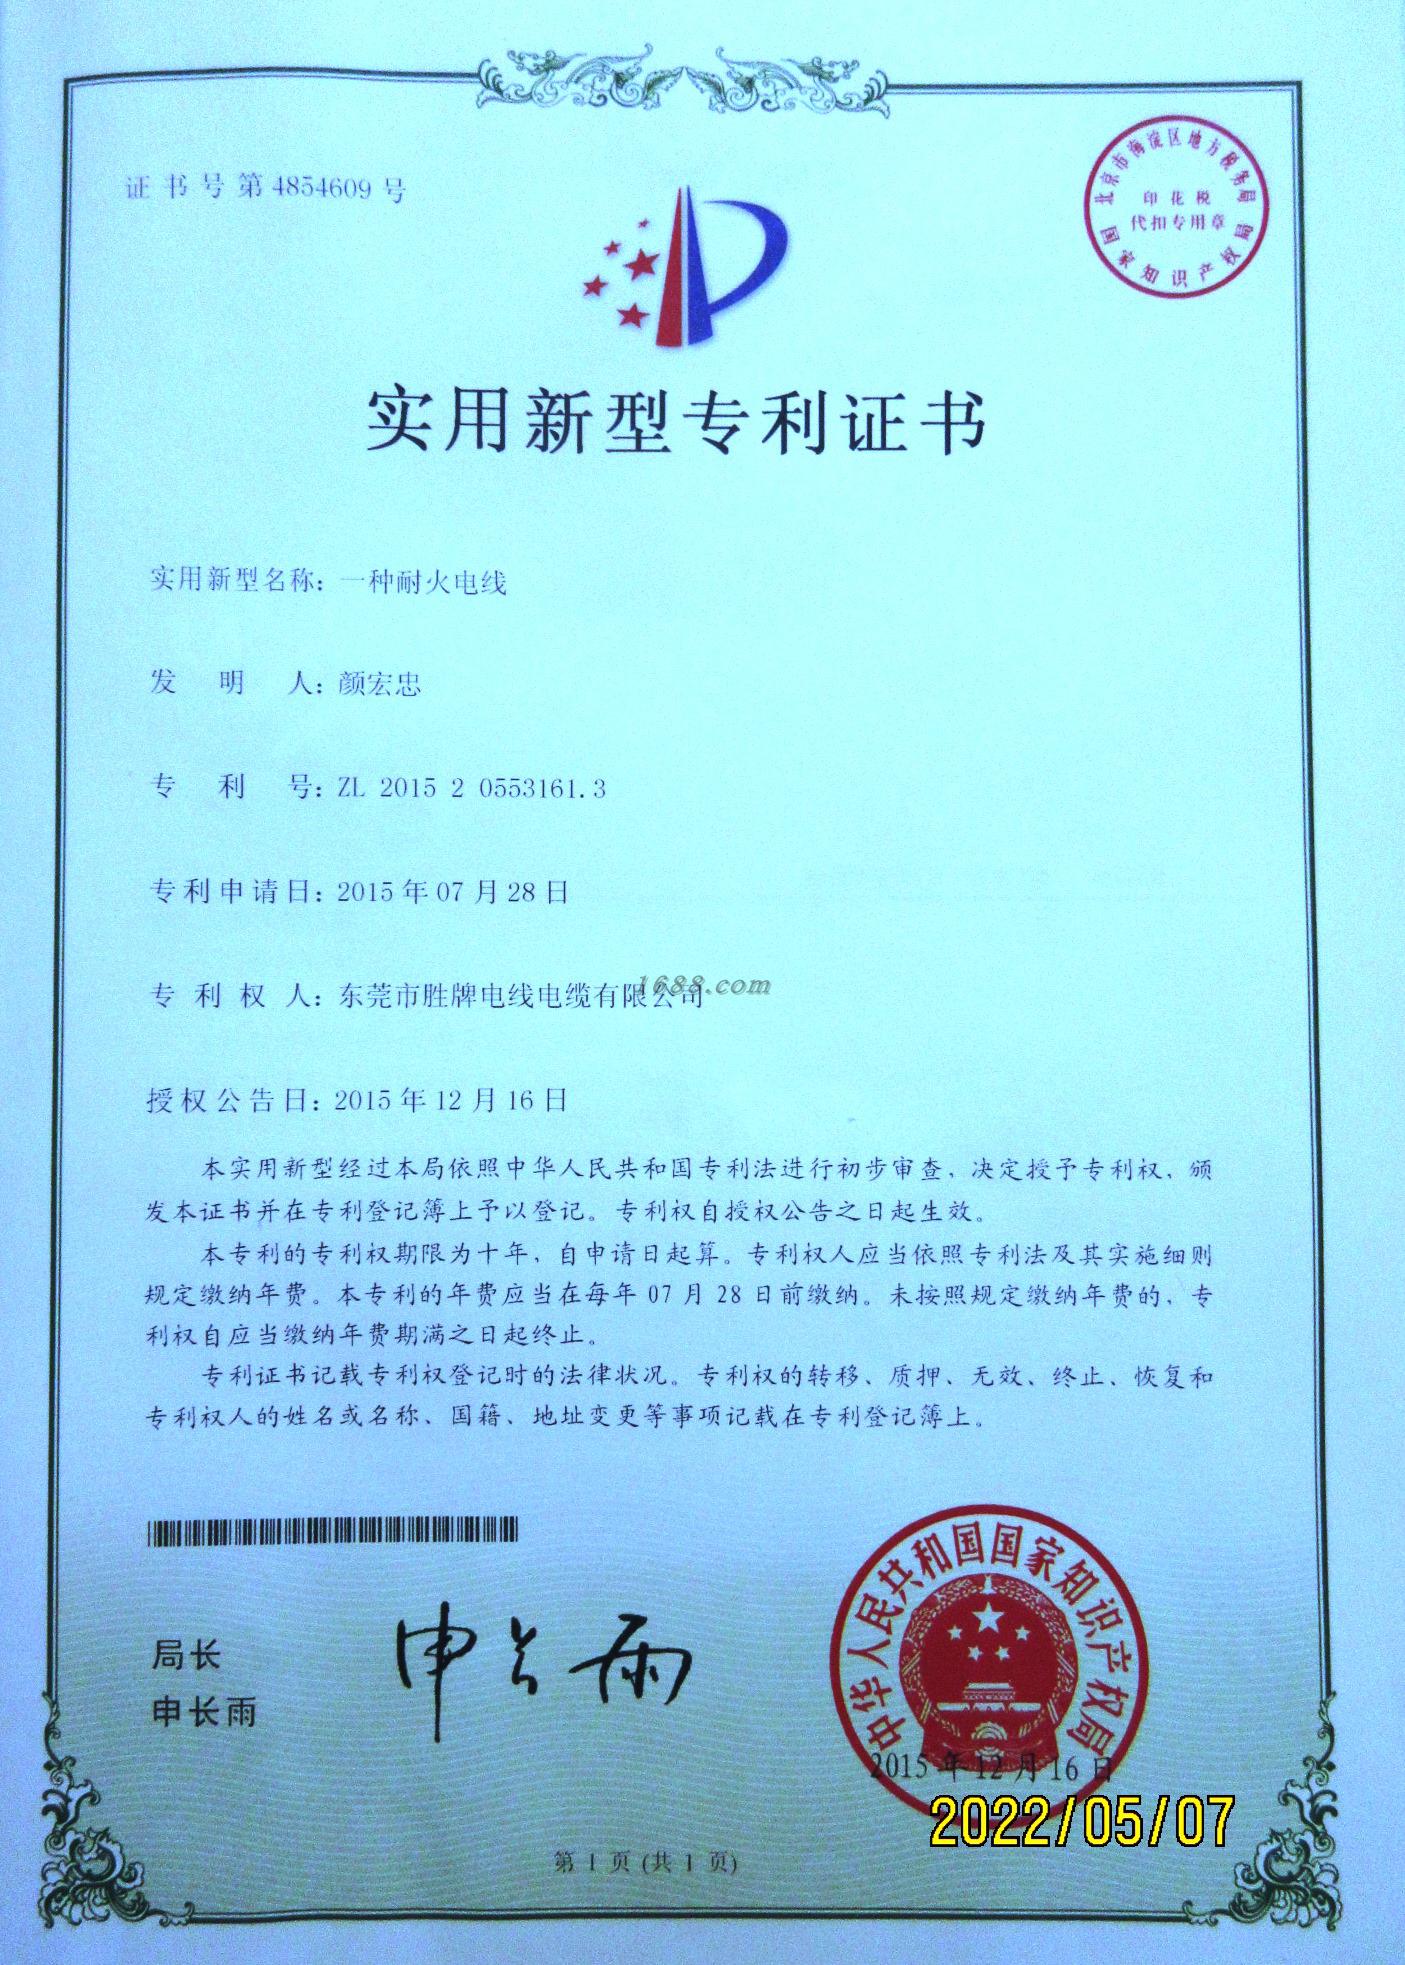 证书号第4854609号
北京市海淀区地方税务局
印花税
代扣专用章
国家知识产权局
实用新型专利证书
实用新型名称：一种耐火电线
发明人：颜宏忠
专利号：ZL 2015 2 0553161.3
专利申请日：2015年07月28日
专利权人：东莞市胜牌电线电缆有限公司
1688.com
授权公告日：2015年12月16日
本实用新型经过本局依照中华人民共和国专利法进行初步审查，决定授予专利权，颁
发本证书并在专利登记簿上予以登记。专利权自授权公告之日起生效。
本专利的专利权期限为十年，自申请日起算。专利权人应当依照专利法及其实施细则
规定缴纳年费。本专利的年费应当在每年07月28日前缴纳。未按照规定缴纳年费的，专
利权自应当缴纳年费期满之日起终止。
专利证书记载专利权登记时的法律状况。专利权的转移、质押、无效、终止、恢复和
专利权人的姓名或名称、国籍、地址变更等事项记载在专利登记簿上。
局长
申长雨
申长雨
中华人民共和国国家知识产权局
2015年12月16日
2022/05/07
第1页(共1页)